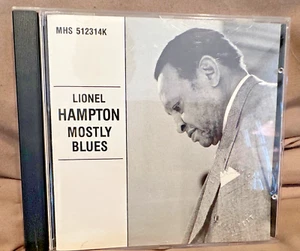 MHS 512314K
LIONEL
HAMPTON
MOSTLY
BLUES